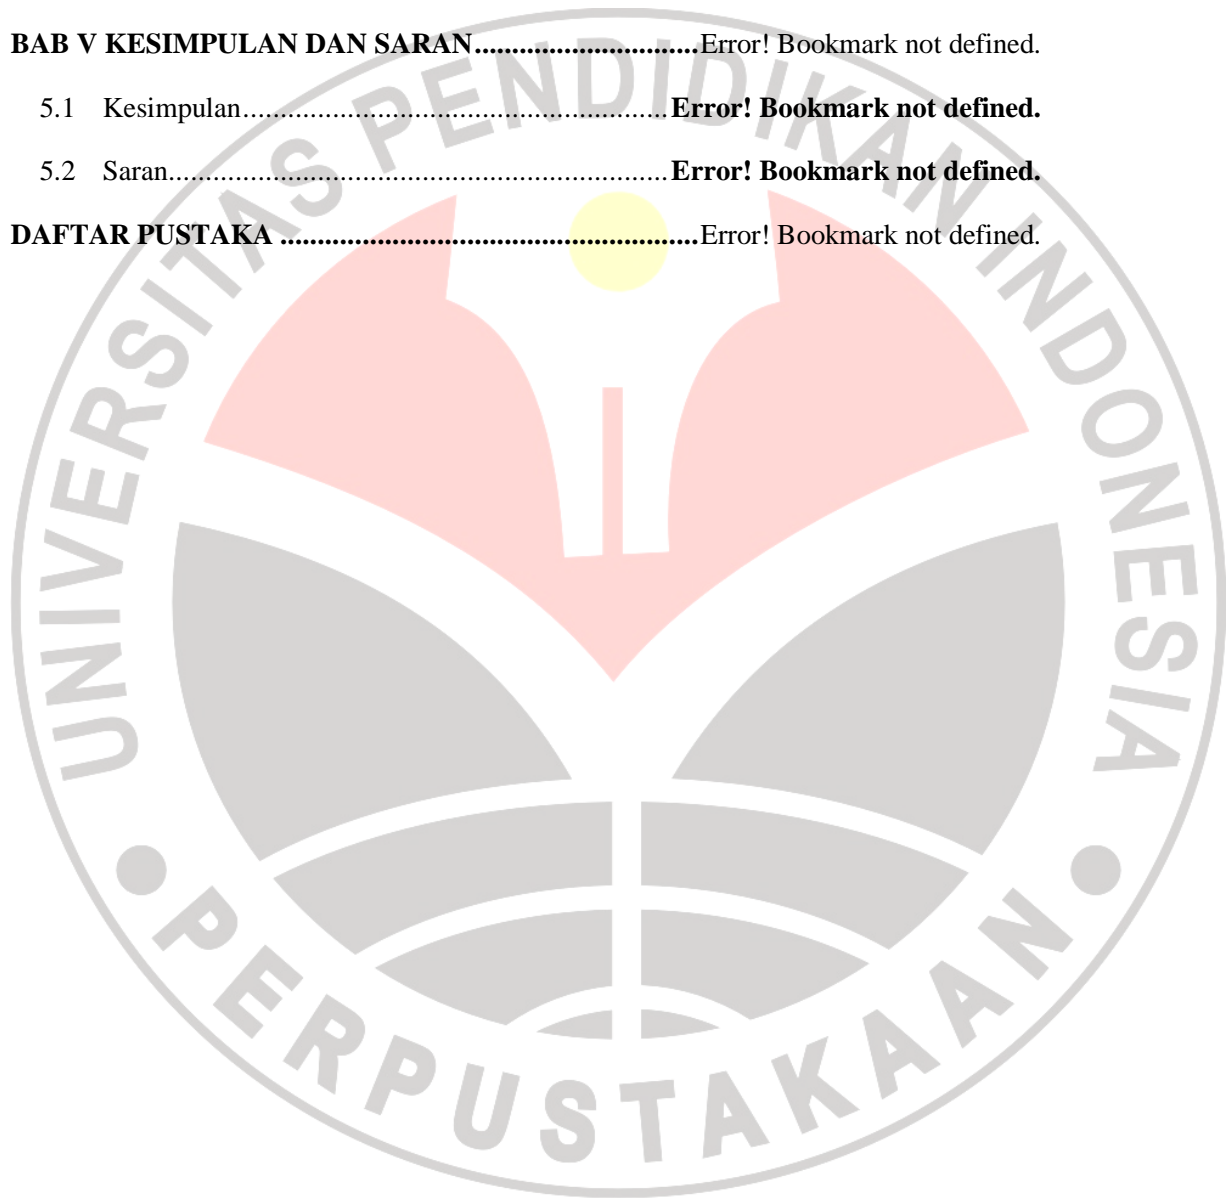 BAB V KESIMPULAN DAN SARAN..............................Error! Bookmark not defined.
5.1 Kesimpulan.........................................................Error! Bookmark not defined.
5.2 Saran...................................................................Error! Bookmark not defined.
DAFTAR PUSTAKA .........................................................Error! Bookmark not defined.
UNIVERSITAS PENDIDIKAN INDONESIA
PERPUSTAKAAN